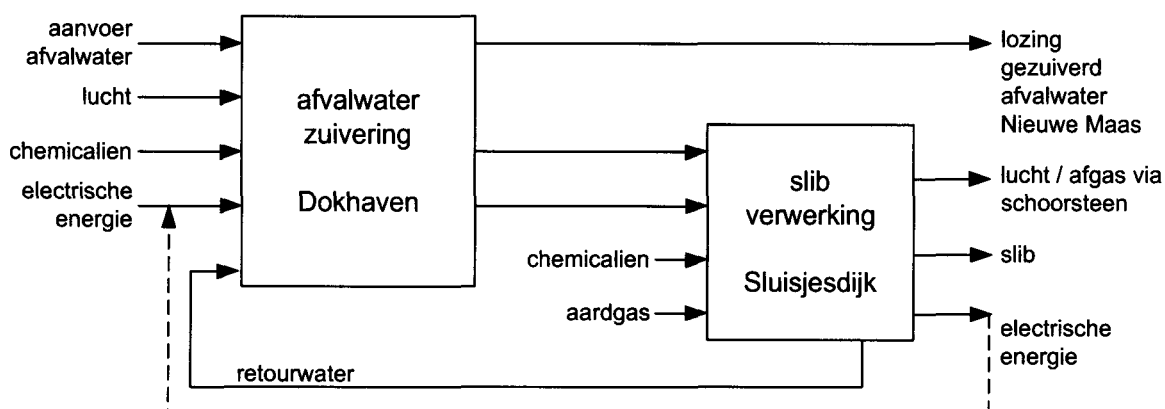 aanvoer
afvalwater
lucht
chemicalien
electrische
energie
afvalwater
zuivering
Dokhaven
lozing
gezuiverd
afvalwater
Nieuwe Maas
slib
verwerking
Sluisjesdijk
chemicalien
aardgas
lucht / afgas via
schoorsteen
slib
electrische
energie
retourwater